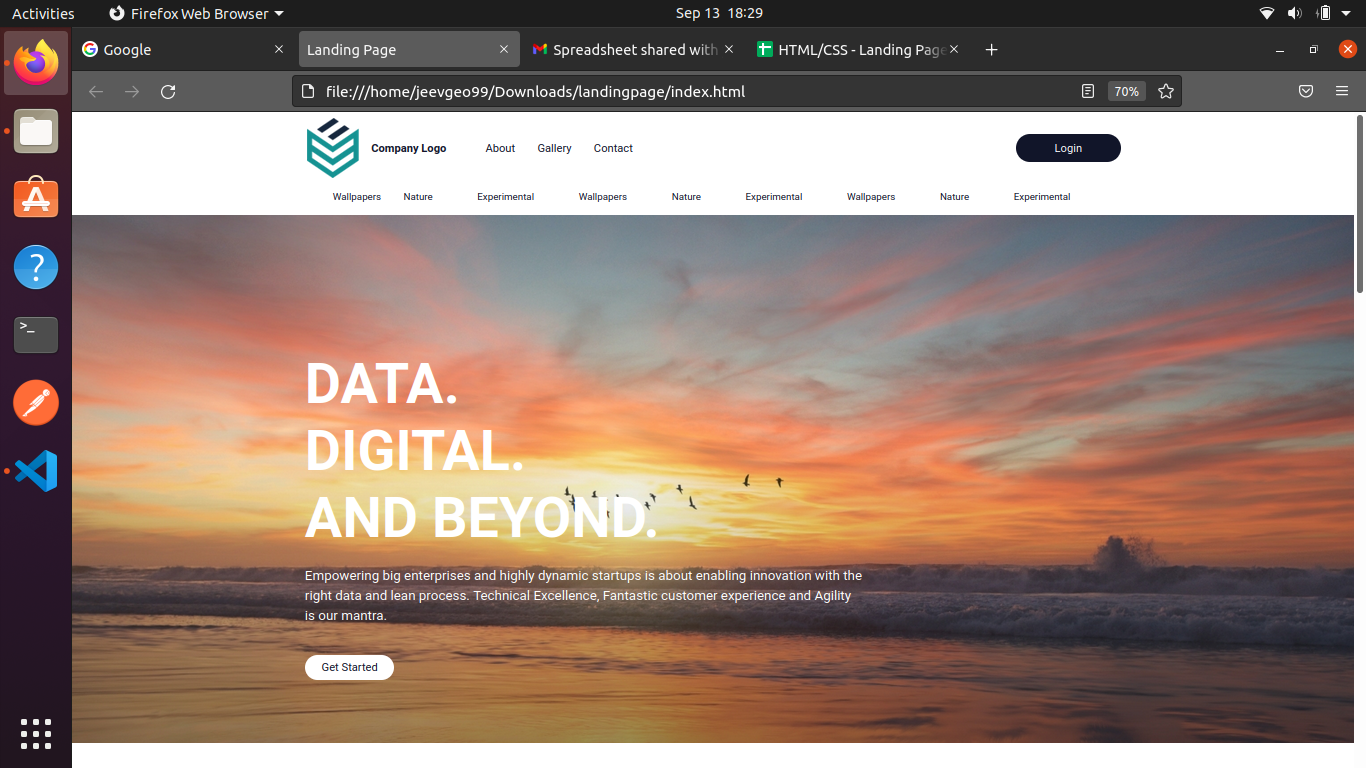 Activities Firefox Web Browser Sep 13 18:29
Google Landing Page Spreadsheet shared with HTML/CSS - Landing Page
file:///home/jeevgeo99/Downloads/landingpage/index.html 70%
Company Logo About Gallery Contact Login
Wallpapers Nature Experimental Wallpapers Nature Experimental Wallpapers Nature Experimental
DATA.
DIGITAL.
AND BEYOND.
Empowering big enterprises and highly dynamic startups is about enabling innovation with the
right data and lean process. Technical Excellence, Fantastic customer experience and Agility
is our mantra.
Get Started